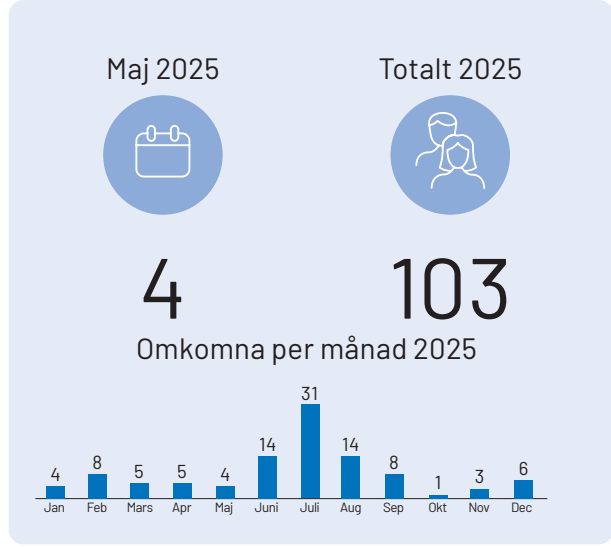 Maj 2025 Totalt 2025
4 103
Omkomna per månad 2025
4 8 5 5 4 14 31 14 8 1 3 6
Jan Feb Mars Apr Maj Juni Juli Aug Sep Okt Nov Dec